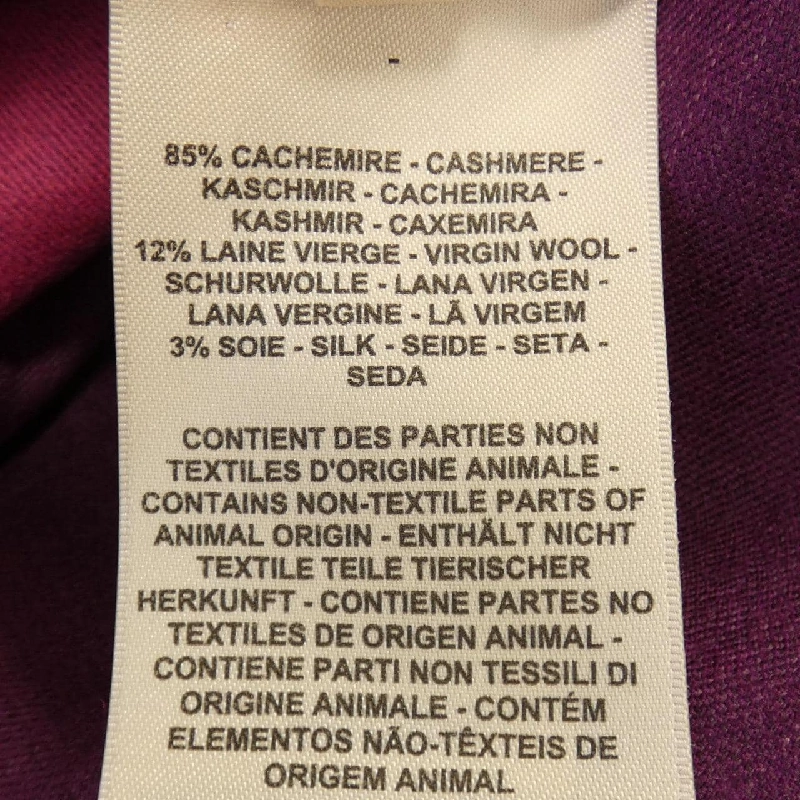 -
85% CACHEMIRE - CASHMERE -
KASCHMIR - CACHEMIRA -
KASHMIR - CAXEMIRA
12% LAINE VIERGE - VIRGIN WOOL -
SCHURWOLLE - LANA VIRGEN -
LANA VERGINE - LÃ VIRGEM
3% SOIE - SILK - SEIDE - SETA -
SEDA
CONTIENT DES PARTIES NON
TEXTILES D'ORIGINE ANIMALE -
CONTAINS NON-TEXTILE PARTS OF
ANIMAL ORIGIN - ENTHÄLT NICHT
TEXTILE TEILE TIERISCHER
HERKUNFT - CONTIENE PARTES NO
TEXTILES DE ORIGEN ANIMAL -
CONTIENE PARTI NON TESSILI DI
ORIGINE ANIMALE - CONTÉM
ELEMENTOS NÃO-TÊXTEIS DE
ORIGEM ANIMAL